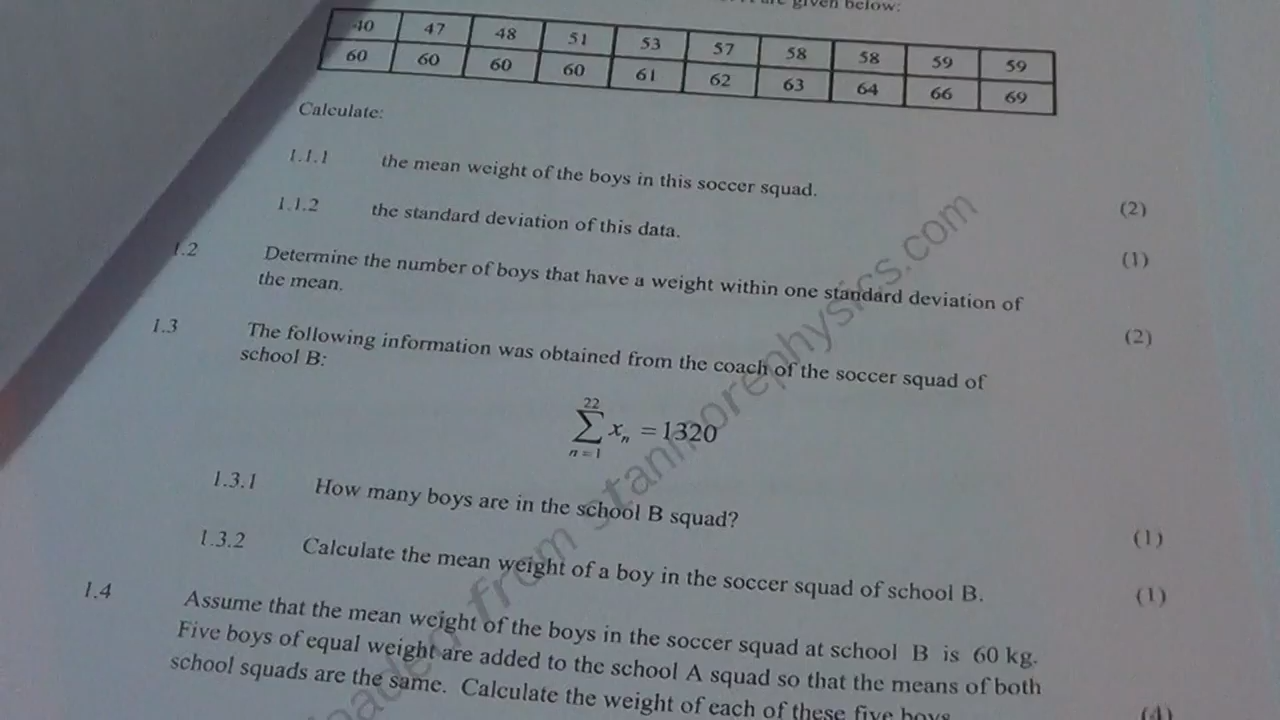 are given below:
40 47 48 51 53 57 58 58 59 59
60 60 60 60 61 62 63 64 66 69
Calculate:
1.1.1 the mean weight of the boys in this soccer squad. (2)
1.1.2 the standard deviation of this data. (1)
1.2 Determine the number of boys that have a weight within one standard deviation of
the mean. (2)
1.3 The following information was obtained from the coach of the soccer squad of
school B:
22
∑ xₙ = 1320
n = 1
1.3.1 How many boys are in the school B squad? (1)
1.3.2 Calculate the mean weight of a boy in the soccer squad of school B. (1)
1.4 Assume that the mean weight of the boys in the soccer squad at school B is 60 kg.
Five boys of equal weight are added to the school A squad so that the means of both
school squads are the same. Calculate the weight of each of these five boys (4)
from stanmorephysics.com